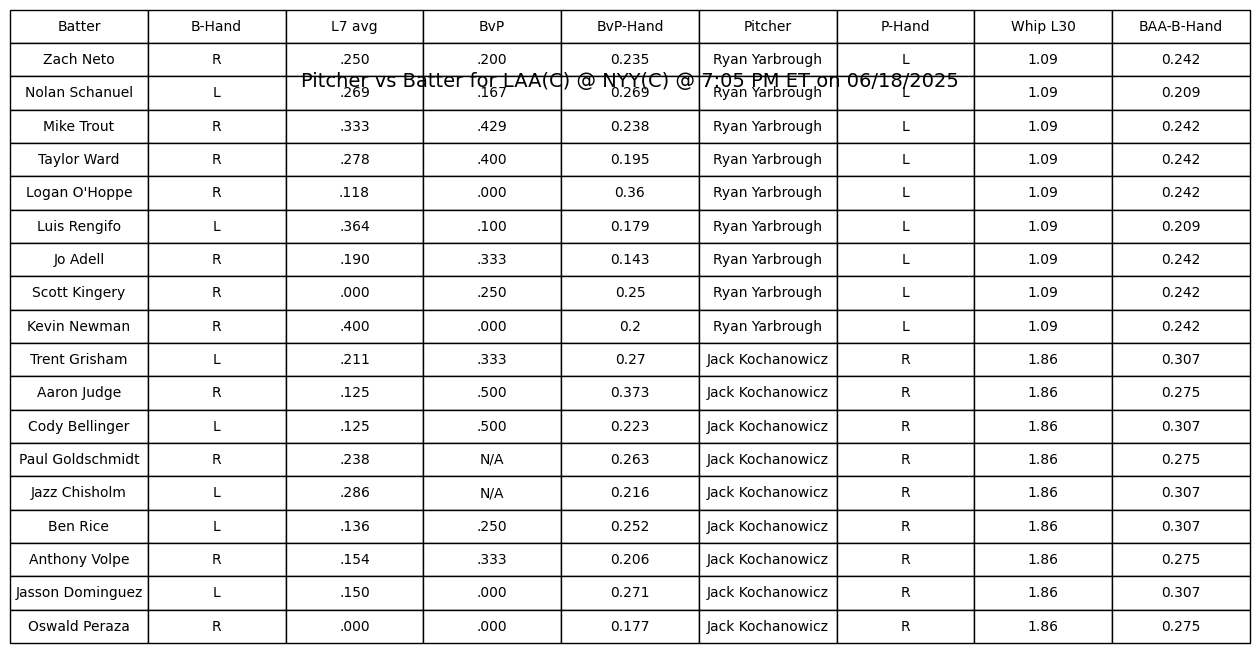 Batter B-Hand L7 avg BvP BvP-Hand Pitcher P-Hand Whip L30 BAA-B-Hand
Zach Neto R .250 .200 0.235 Ryan Yarbrough L 1.09 0.242
Pitcher vs Batter for LAA(C) @ NYY(C) @ 7:05 PM ET on 06/18/2025
Nolan Schanuel L .269 .167 0.269 Ryan Yarbrough L 1.09 0.209
Mike Trout R .333 .429 0.238 Ryan Yarbrough L 1.09 0.242
Taylor Ward R .278 .400 0.195 Ryan Yarbrough L 1.09 0.242
Logan O'Hoppe R .118 .000 0.36 Ryan Yarbrough L 1.09 0.242
Luis Rengifo L .364 .100 0.179 Ryan Yarbrough L 1.09 0.209
Jo Adell R .190 .333 0.143 Ryan Yarbrough L 1.09 0.242
Scott Kingery R .000 .250 0.25 Ryan Yarbrough L 1.09 0.242
Kevin Newman R .400 .000 0.2 Ryan Yarbrough L 1.09 0.242
Trent Grisham L .211 .333 0.27 Jack Kochanowicz R 1.86 0.307
Aaron Judge R .125 .500 0.373 Jack Kochanowicz R 1.86 0.275
Cody Bellinger L .125 .500 0.223 Jack Kochanowicz R 1.86 0.307
Paul Goldschmidt R .238 N/A 0.263 Jack Kochanowicz R 1.86 0.275
Jazz Chisholm L .286 N/A 0.216 Jack Kochanowicz R 1.86 0.307
Ben Rice L .136 .250 0.252 Jack Kochanowicz R 1.86 0.307
Anthony Volpe R .154 .333 0.206 Jack Kochanowicz R 1.86 0.275
Jasson Dominguez L .150 .000 0.271 Jack Kochanowicz R 1.86 0.307
Oswald Peraza R .000 .000 0.177 Jack Kochanowicz R 1.86 0.275